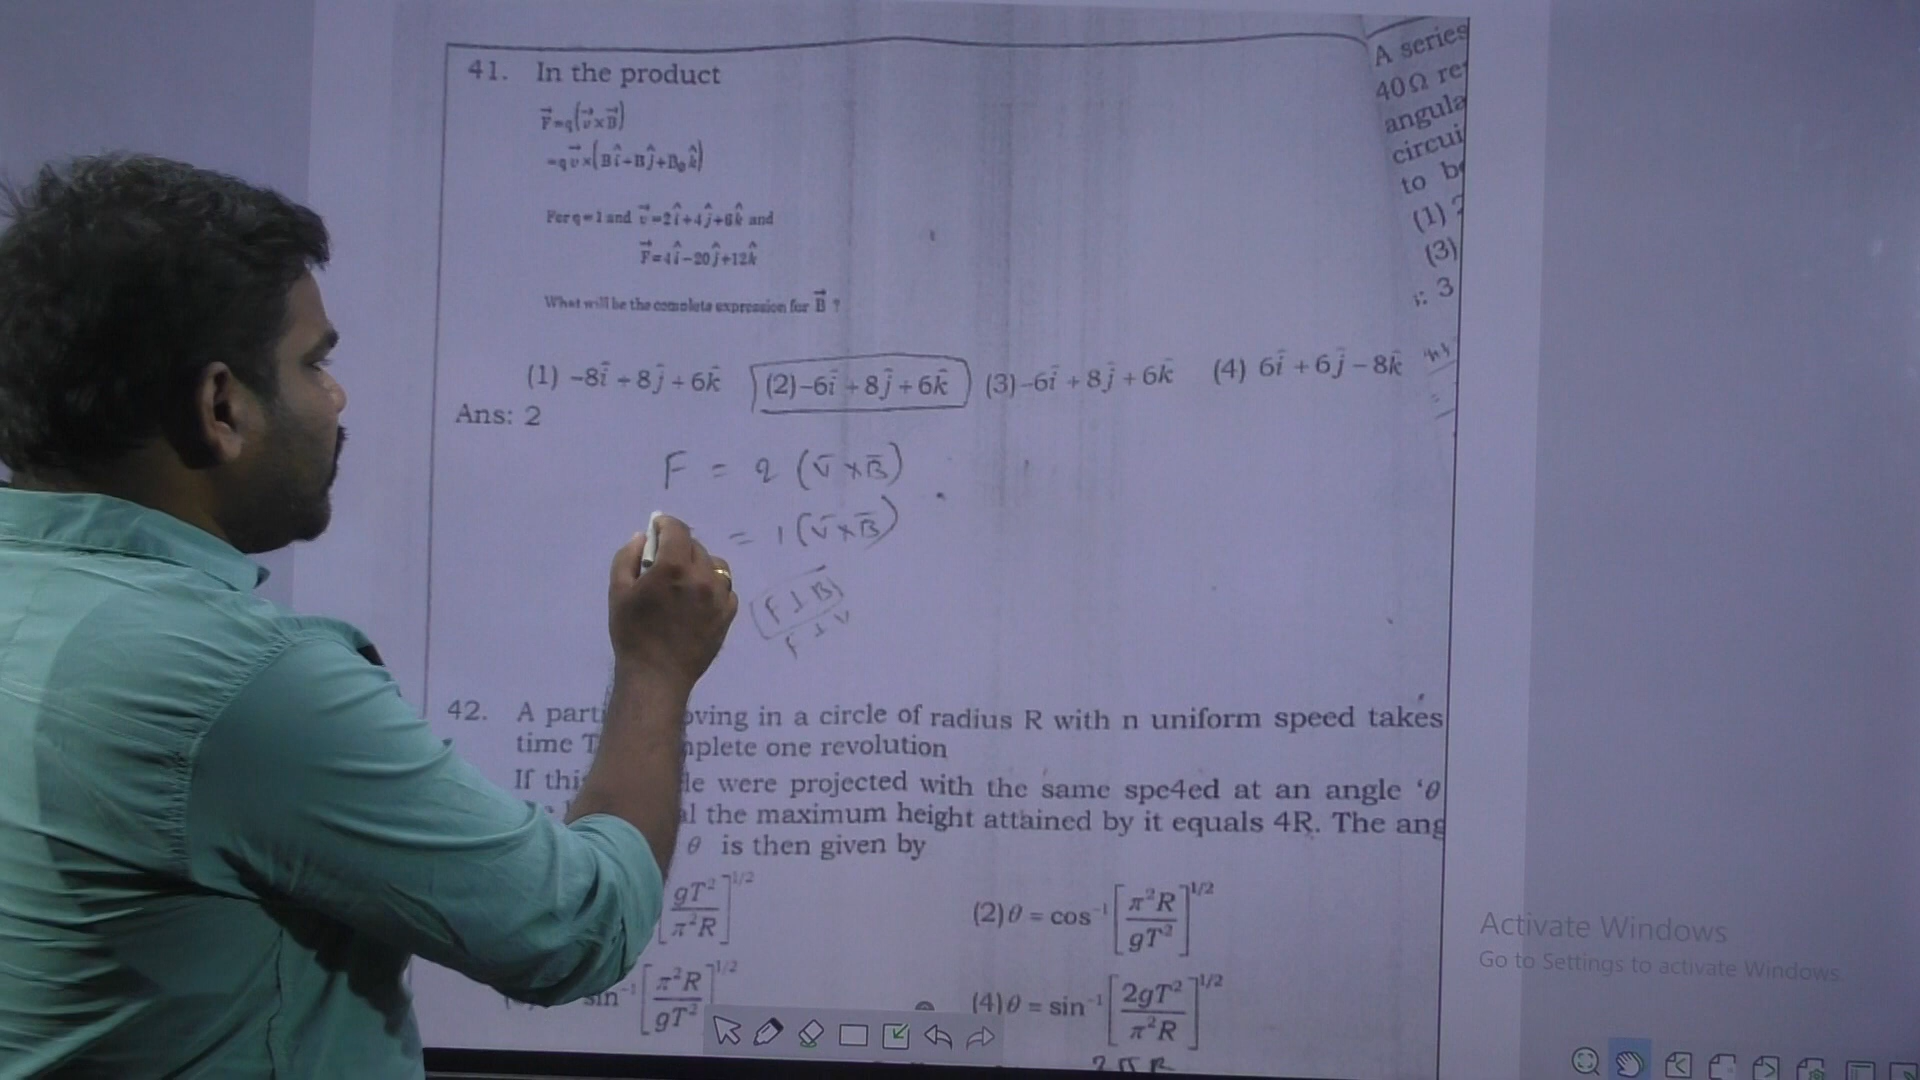 41. In the product
F⃗=q(v⃗×B⃗)
=qv⃗×(Bî+Bĵ+B₀k̂)
For q=1 and v⃗=2î+4ĵ+6k̂ and
F⃗=4î-20ĵ+12k̂
What will be the complete expression for B⃗ ?
(1) -8î + 8ĵ + 6k̂ (2) -6î + 8ĵ + 6k̂ (3) -6î + 8ĵ + 6k̂ (4) 6î + 6ĵ - 8k̂
Ans: 2
F = q (v̄ × B̄)
= 1 (v̄ × B̄)
F ⊥ B
F ⊥ V
42. A part oving in a circle of radius R with n uniform speed takes
time T mplete one revolution
If thi le were projected with the same spe4ed at an angle 'θ
al the maximum height attained by it equals 4R. The ang
θ is then given by
[gT²/π²R]^1/2 (2) θ = cos⁻¹ [π²R/gT²]^1/2
sin⁻¹ [π²R/gT²]^1/2 (4) θ = sin⁻¹ [2gT²/π²R]^1/2
2πR
A series
40Ω re
angula
circui
to b
(1)
(3)
: 3
Activate Windows
Go to Settings to activate Windows.